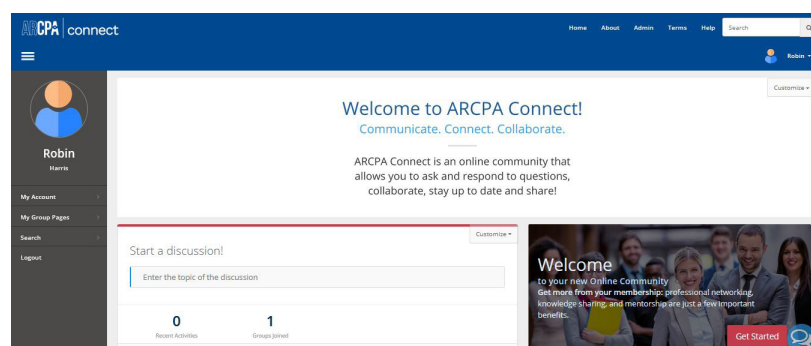 ARCPA connect
Home About Admin Terms Help Search
Robin
Customize
Robin
Harris
My Account
My Group Pages
Search
Logout
Welcome to ARCPA Connect!
Communicate. Connect. Collaborate.
ARCPA Connect is an online community that
allows you to ask and respond to questions,
collaborate, stay up to date and share!
Customize
Start a discussion!
Enter the topic of the discussion
0 1
Recent Activities Groups Joined
Welcome
to your new Online Community
Get more from your membership: professional networking,
knowledge sharing, and mentorship are just a few important
benefits.
Get Started